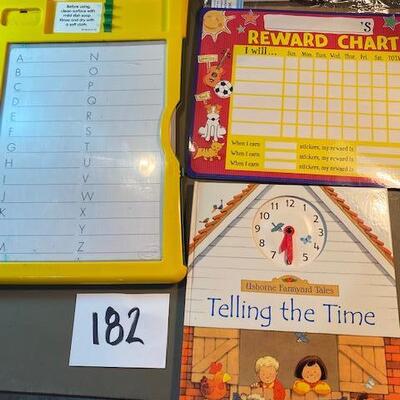 Before using,
clean surface with
mild dish soap.
Rinse and dry with
a soft cloth.
A N
B O
C P
D Q
E R
F S
G T
H U
I V
J W
K X
L Y
M Z
'S
REWARD CHART
I will...
Sun. Mon. Tues. Wed. Thur. Fri. Sat.
When I earn stickers, my reward is
When I earn stickers, my reward is
When I earn stickers, my reward is
12
11 1
10 2
9 3
8 4
7 5
6
Usborne Farmyard Tales
Telling the Time
182